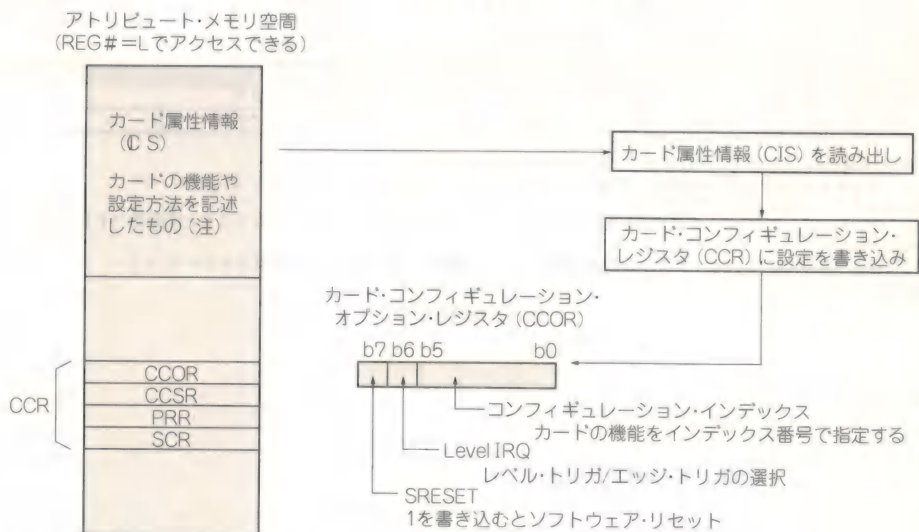 アトリビュート・メモリ空間
(REG#=Lでアクセスできる)
カード属性情報
(CIS)
カードの機能や
設定方法を記述
したもの(注)
カード属性情報(CIS)を読み出し
カード・コンフィギュレーション・
レジスタ(CCR)に設定を書き込み
カード・コンフィギュレーション・
オプション・レジスタ(CCOR)
b7 b6 b5 b0
CCR
CCOR
CCSR
PRR
SCR
コンフィギュレーション・インデックス
カードの機能をインデックス番号で指定する
Level IRQ
レベル・トリガ/エッジ・トリガの選択
SRESET
1を書き込むとソフトウェア・リセット